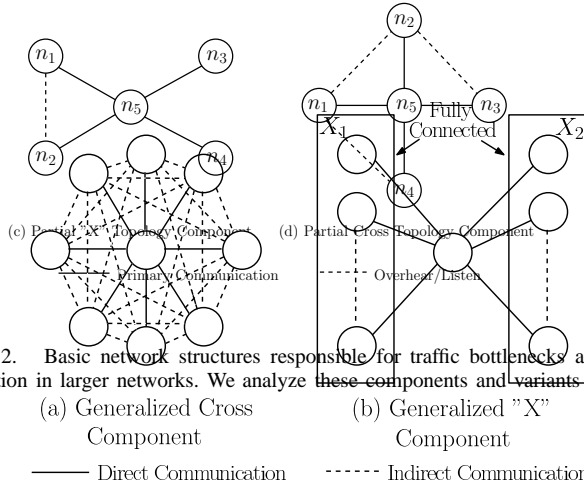 n2
n1 n3
n5
n1 n5 n3
Fully
Connected
X1 X2
n2 n4
n4
(c) Partial "X" Topology Component (d) Partial Cross Topology Component
Primary Communication Overhear/Listen
2. Basic network structures responsible for traffic bottlenecks a
tion in larger networks. We analyze these components and variants
(a) Generalized Cross
Component
(b) Generalized "X"
Component
Direct Communication Indirect Communication